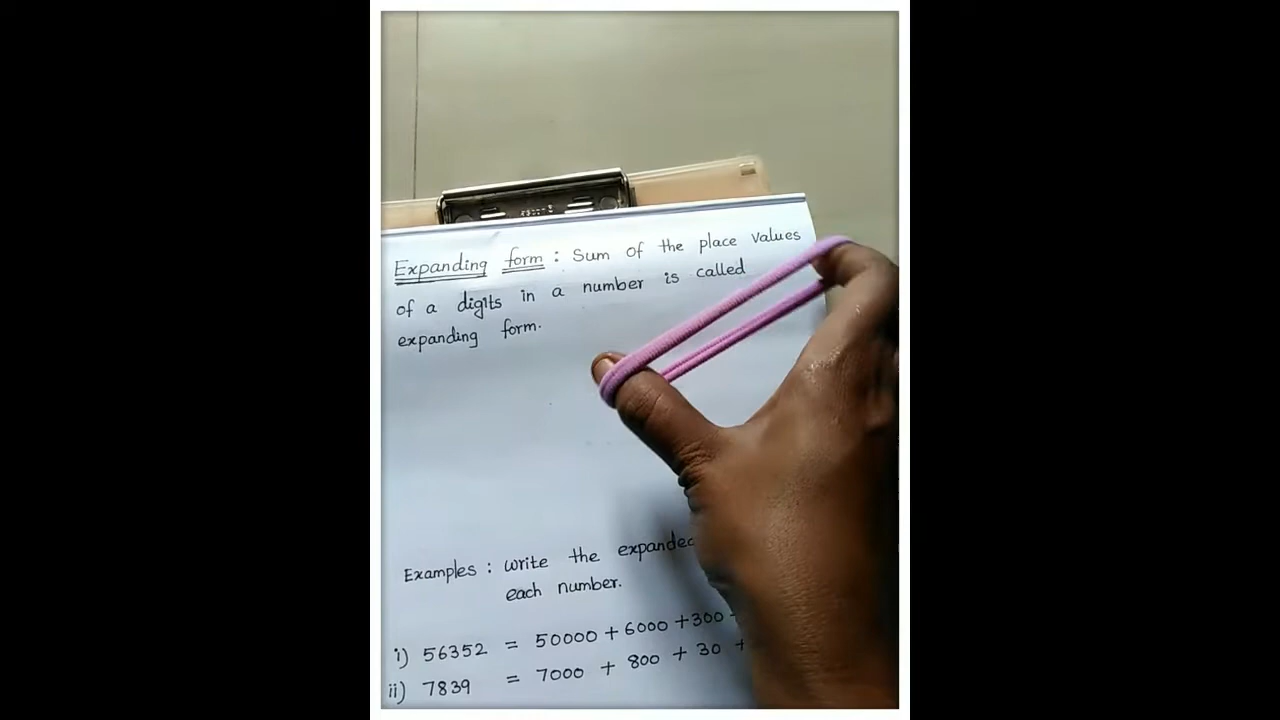 Expanding form : Sum of the place values
of a digits in a number is called
expanding form.
Examples : Write the expanded
each number.
i) 56352 = 50000 + 6000 + 300 +
ii) 7839 = 7000 + 800 + 30 +